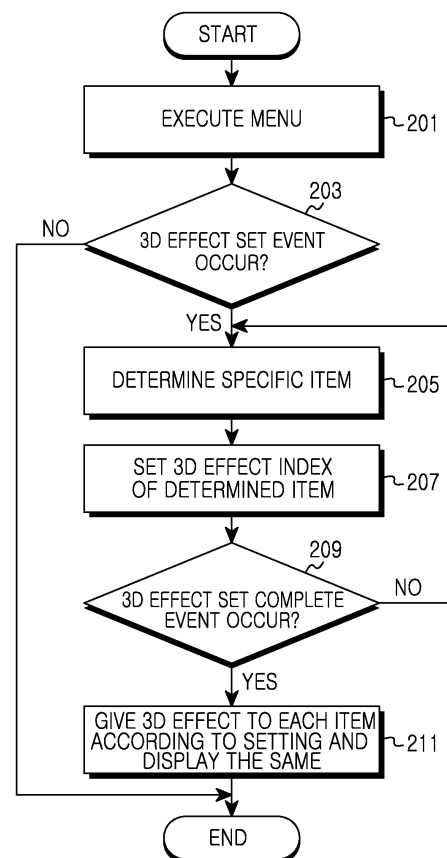 START
EXECUTE MENU
201
203
NO
3D EFFECT SET EVENT
OCCUR?
YES
DETERMINE SPECIFIC ITEM
205
SET 3D EFFECT INDEX
OF DETERMINED ITEM
207
209
NO
3D EFFECT SET COMPLETE
EVENT OCCUR?
YES
GIVE 3D EFFECT TO EACH ITEM
ACCORDING TO SETTING AND
DISPLAY THE SAME
211
END